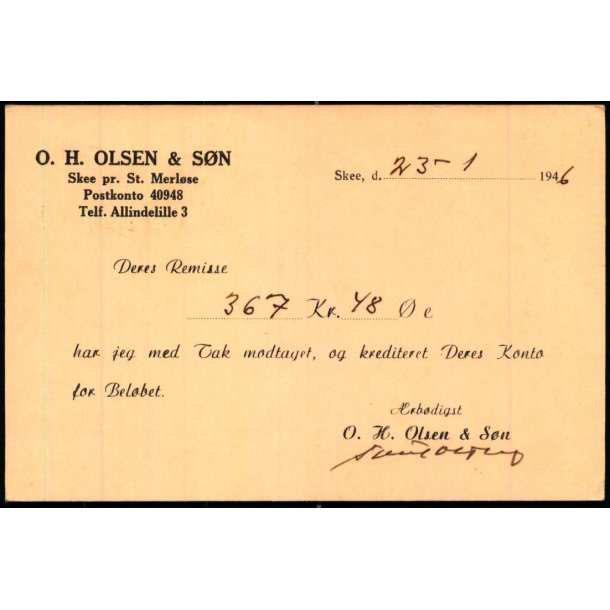 O. H. OLSEN & SØN
Skee pr. St. Merløse
Postkonto 40948
Telf. Allindelille 3
Skee, d. 23-1 1946
Deres Remisse
367 Kr. 48 Øe
har jeg med Tak modtaget, og krediteret Deres Konto
for Beløbet.
Ærbødigst
O. H. Olsen & Søn